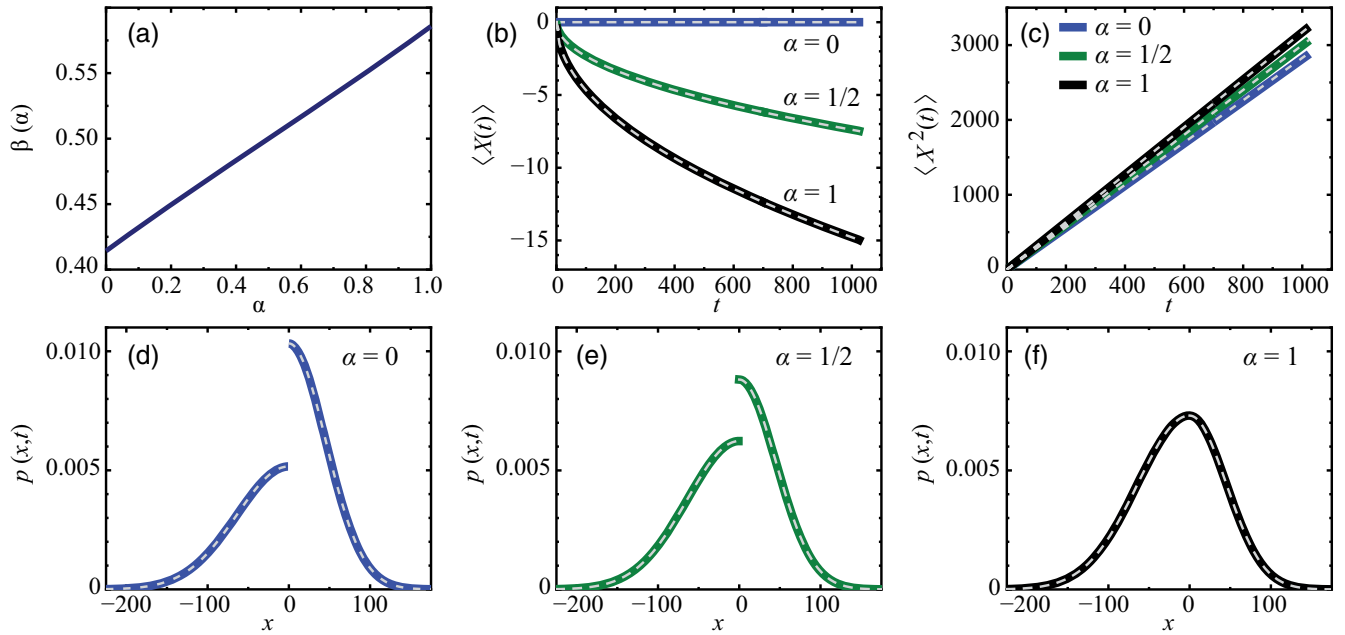 (a)
β (α)
0.55
0.50
0.45
0.40
0 0.2 0.4 0.6 0.8 1.0
α
(b)
⟨X(t)⟩
0
−5
−10
−15
α = 0
α = 1/2
α = 1
0 200 400 600 800 1000
t
(c)
⟨X²(t)⟩
3000
2000
1000
0
α = 0
α = 1/2
α = 1
0 200 400 600 800 1000
t
(d)
α = 0
p (x,t)
0.010
0.005
0
−200 −100 0 100
x
(e)
α = 1/2
p (x,t)
0.010
0.005
0
−200 −100 0 100
x
(f)
α = 1
p (x,t)
0.010
0.005
0
−200 −100 0 100
x